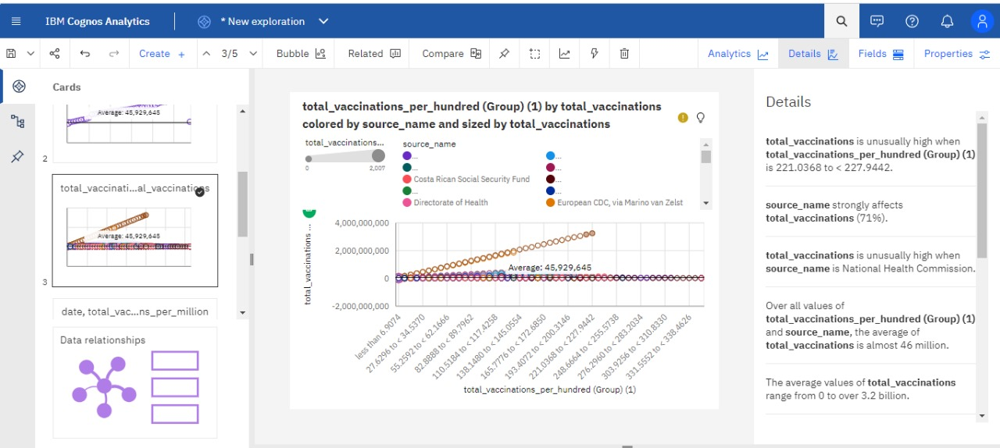 IBM Cognos Analytics
* New exploration
Create +
3/5
Bubble
Related
Compare
Analytics
Details
Fields
Properties
Cards
Average: 45,929,645
2
total_vaccinati...al_vaccinations
Average: 45,929,645
3
date, total_vac...ns_per_million
Data relationships
total_vaccinations_per_hundred (Group) (1) by total_vaccinations
colored by source_name and sized by total_vaccinations
total_vaccinations...
0
2,007
source_name
...
...
...
...
Costa Rican Social Security Fund
...
...
...
Directorate of Health
European CDC, via Marino van Zelst
total_vaccinations ...
4,000,000,000
2,000,000,000
0
-2,000,000,000
Average: 45,929,645
less than 6.9074
27.6296 to < 34.5370
55.2592 to < 62.1666
82.8888 to < 89.7962
110.5184 to < 117.4258
138.1480 to < 145.0554
165.7776 to < 172.6850
193.4072 to < 200.3146
221.0368 to < 227.9442
248.6664 to < 255.5738
276.2960 to < 283.2034
303.9256 to < 310.8330
331.5552 to < 338.4626
total_vaccinations_per_hundred (Group) (1)
Details
total_vaccinations is unusually high when
total_vaccinations_per_hundred (Group) (1)
is 221.0368 to < 227.9442.
source_name strongly affects
total_vaccinations (71%).
total_vaccinations is unusually high when
source_name is National Health Commission.
Over all values of
total_vaccinations_per_hundred (Group) (1)
and source_name, the average of
total_vaccinations is almost 46 million.
The average values of total_vaccinations
range from 0 to over 3.2 billion.